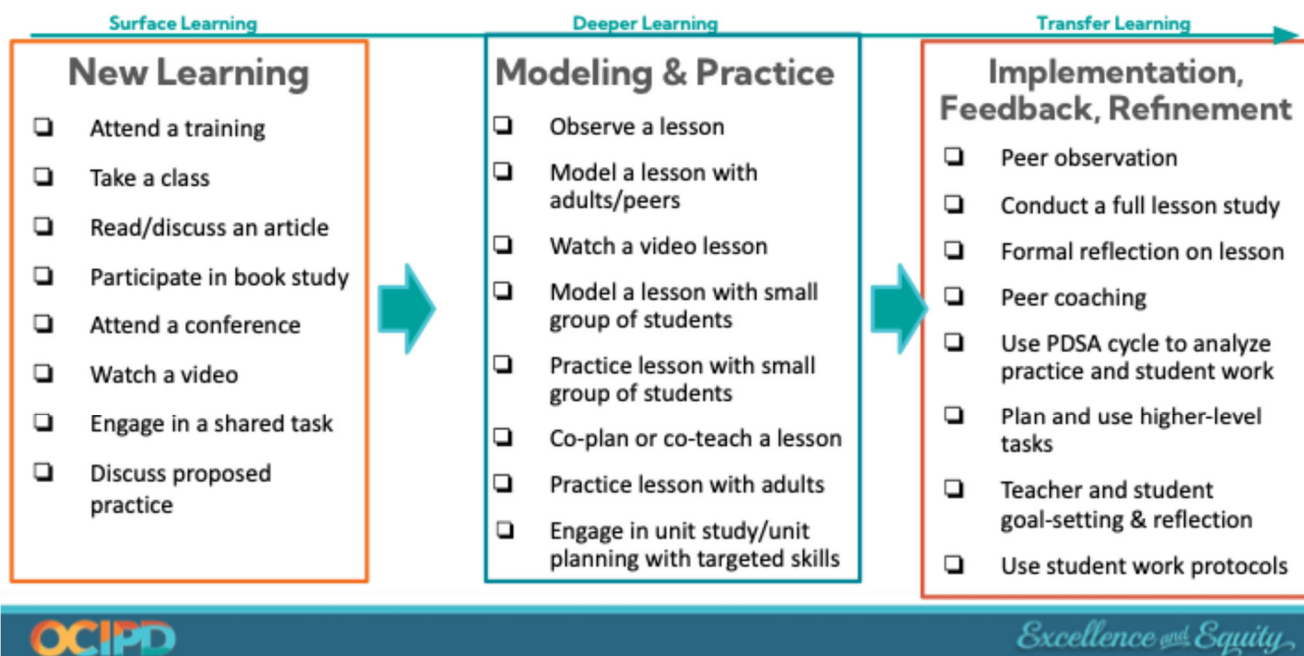 Surface Learning
Deeper Learning
Transfer Learning
New Learning
Attend a training
Take a class
Read/discuss an article
Participate in book study
Attend a conference
Watch a video
Engage in a shared task
Discuss proposed
practice
Modeling & Practice
Observe a lesson
Model a lesson with
adults/peers
Watch a video lesson
Model a lesson with small
group of students
Practice lesson with small
group of students
Co-plan or co-teach a lesson
Practice lesson with adults
Engage in unit study/unit
planning with targeted skills
Implementation,
Feedback, Refinement
Peer observation
Conduct a full lesson study
Formal reflection on lesson
Peer coaching
Use PDSA cycle to analyze
practice and student work
Plan and use higher-level
tasks
Teacher and student
goal-setting & reflection
Use student work protocols
OCIPD
Excellence and Equity